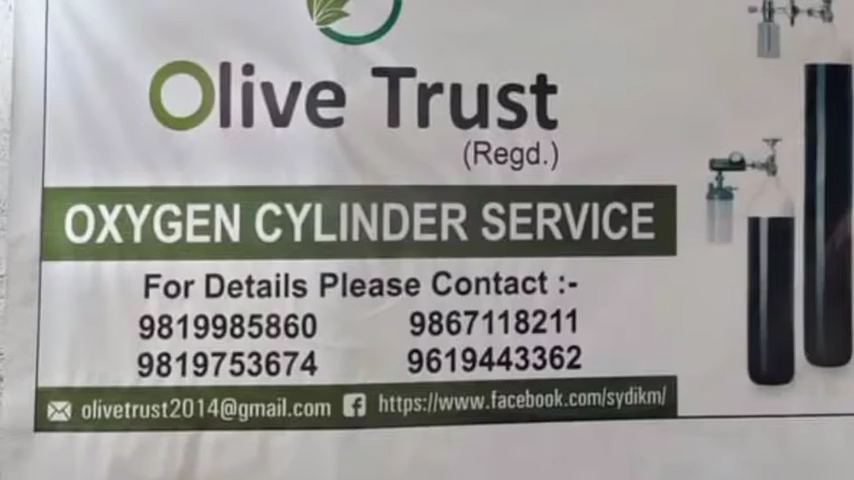 Olive Trust
(Regd.)
OXYGEN CYLINDER SERVICE
For Details Please Contact :-
9819985860 9867118211
9819753674 9619443362
olivetrust2014@gmail.com https://www.facebook.com/sydikm/